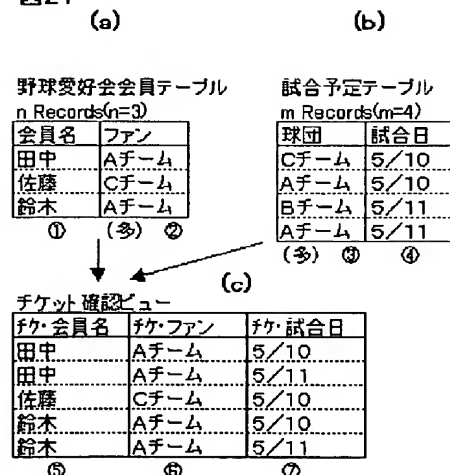 図21
(a)
(b)
野球愛好会会員テーブル
n Records(n=3)
会員名 ファン
田中 Aチーム
佐藤 Cチーム
鈴木 Aチーム
① (多) ②
試合予定テーブル
m Records(m=4)
球団 試合日
Cチーム 5/10
Aチーム 5/10
Bチーム 5/11
Aチーム 5/11
(多) ③ ④
(c)
チケット確認ビュー
チケ・会員名 チケ・ファン チケ・試合日
田中 Aチーム 5/10
田中 Aチーム 5/11
佐藤 Cチーム 5/10
鈴木 Aチーム 5/10
鈴木 Aチーム 5/11
⑤ ⑥ ⑦